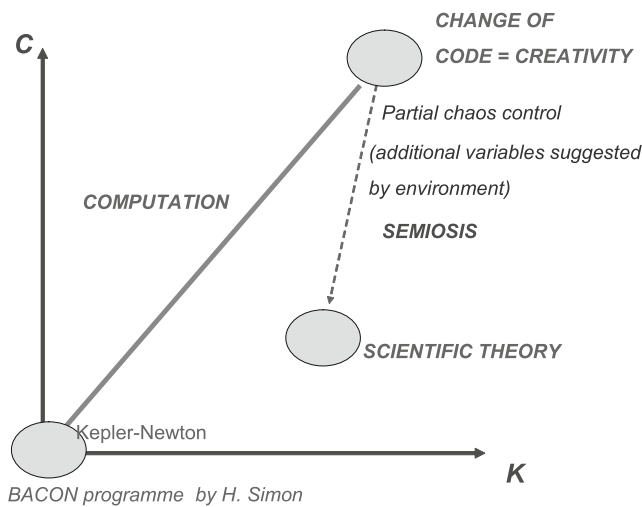 C
CHANGE OF
CODE = CREATIVITY
Partial chaos control
(additional variables suggested
by environment)
COMPUTATION
SEMIOSIS
SCIENTIFIC THEORY
Kepler-Newton
K
BACON programme by H. Simon